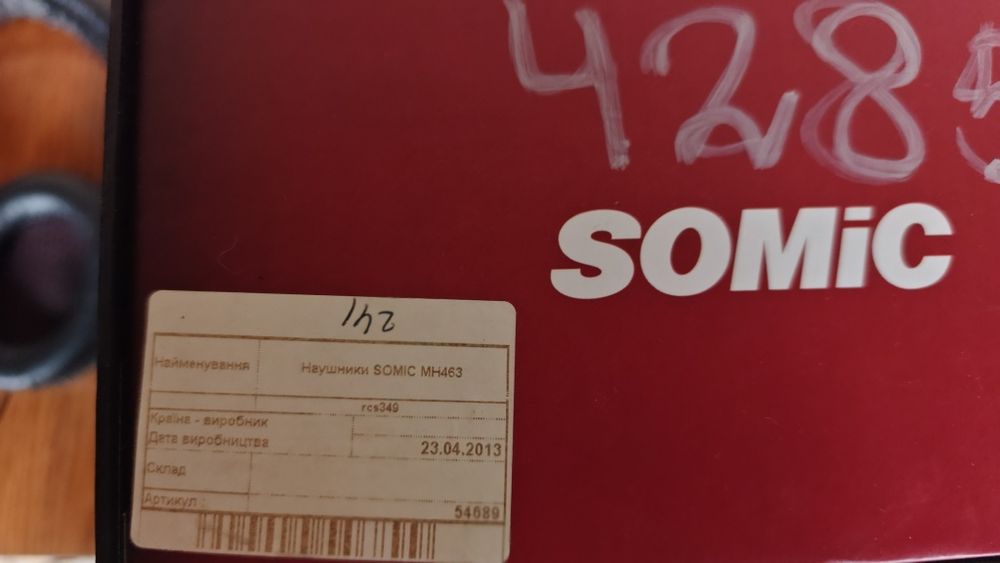 428
SOMiC
142
Найменування Наушники SOMIC MH463
rcs349
Країна - виробник
Дата виробництва 23.04.2013
Склад
Артикул : 54689